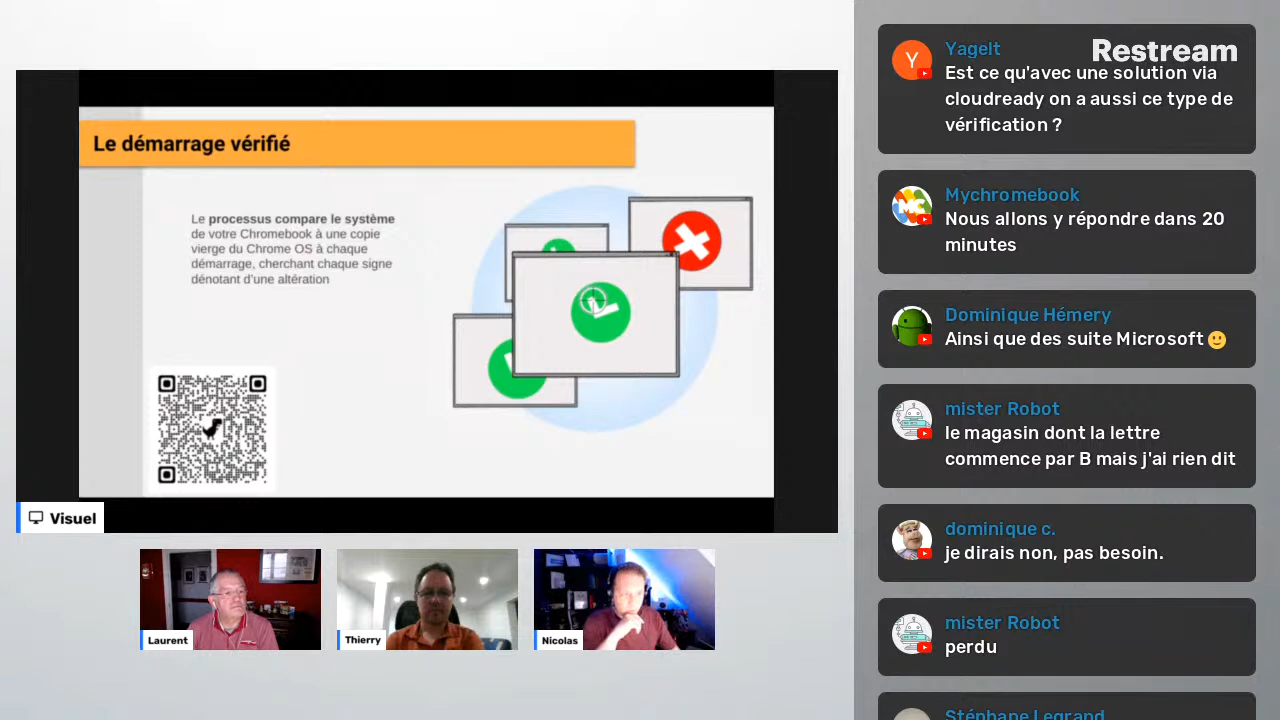 Le démarrage vérifié
Le processus compare le système
de votre Chromebook à une copie
vierge du Chrome OS à chaque
démarrage, cherchant chaque signe
dénotant d'une altération
Visuel
Laurent
Thierry
Nicolas
Restream
Y
Yagelt
Est ce qu'avec une solution via
cloudready on a aussi ce type de
vérification ?
Mychromebook
Nous allons y répondre dans 20
minutes
Dominique Hémery
Ainsi que des suite Microsoft 🙂
mister Robot
le magasin dont la lettre
commence par B mais j'ai rien dit
dominique c.
je dirais non, pas besoin.
mister Robot
perdu
Stéphane Legrand